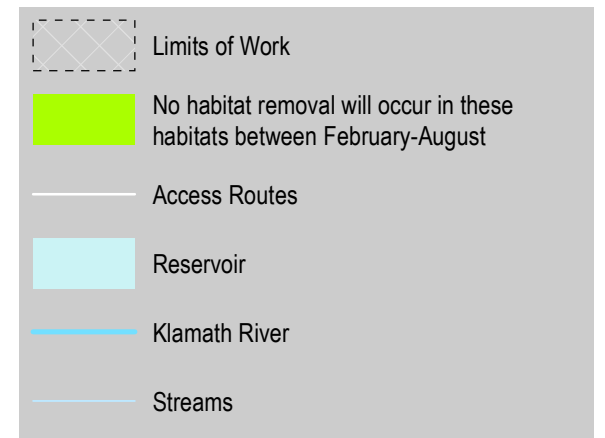 Limits of Work
No habitat removal will occur in these
habitats between February-August
Access Routes
Reservoir
Klamath River
Streams